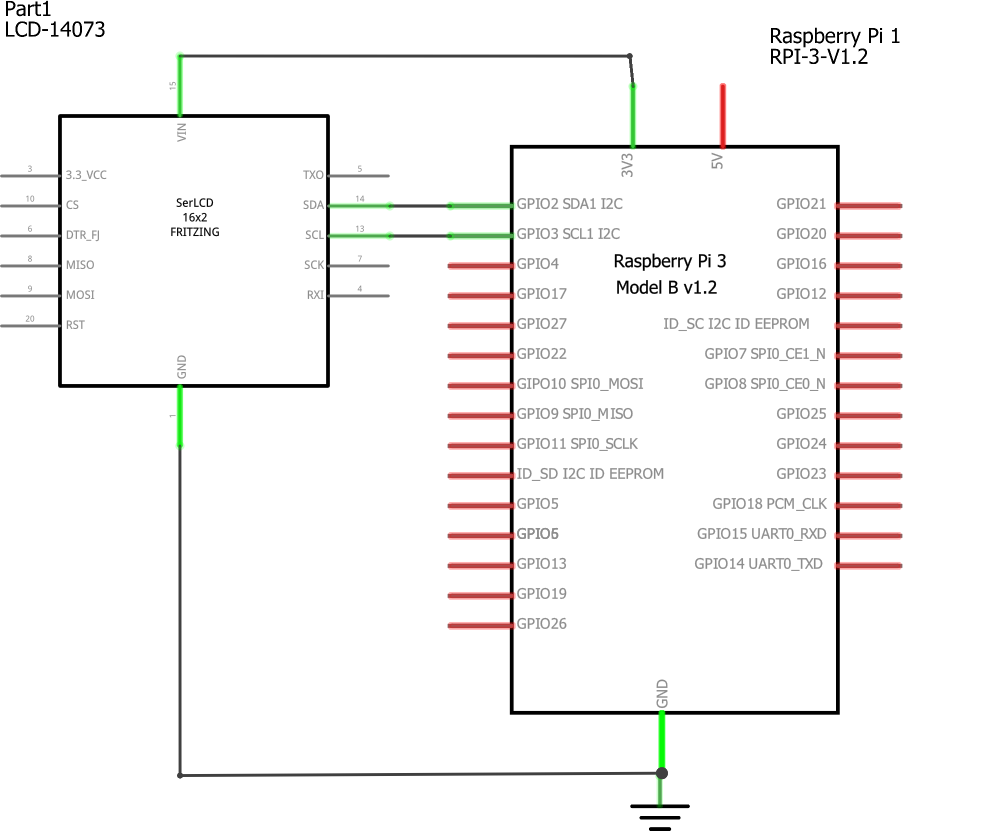 Part1
LCD-14073
Raspberry Pi 1
RPI-3-V1.2
15
VIN
3 3.3_VCC
10 CS
6 DTR_FJ
8 MISO
9 MOSI
20 RST
SerLCD
16x2
FRITZING
TXO 5
SDA 14
SCL 13
SCK 7
RXI 4
GND
1
3V3
5V
GPIO2 SDA1 I2C
GPIO3 SCL1 I2C
GPIO4
GPIO17
GPIO27
GPIO22
GIPO10 SPI0_MOSI
GPIO9 SPI0_MISO
GPIO11 SPI0_SCLK
ID_SD I2C ID EEPROM
GPIO5
GPIO6
GPIO13
GPIO19
GPIO26
Raspberry Pi 3
Model B v1.2
GPIO21
GPIO20
GPIO16
GPIO12
ID_SC I2C ID EEPROM
GPIO7 SPI0_CE1_N
GPIO8 SPI0_CE0_N
GPIO25
GPIO24
GPIO23
GPIO18 PCM_CLK
GPIO15 UART0_RXD
GPIO14 UART0_TXD
GND